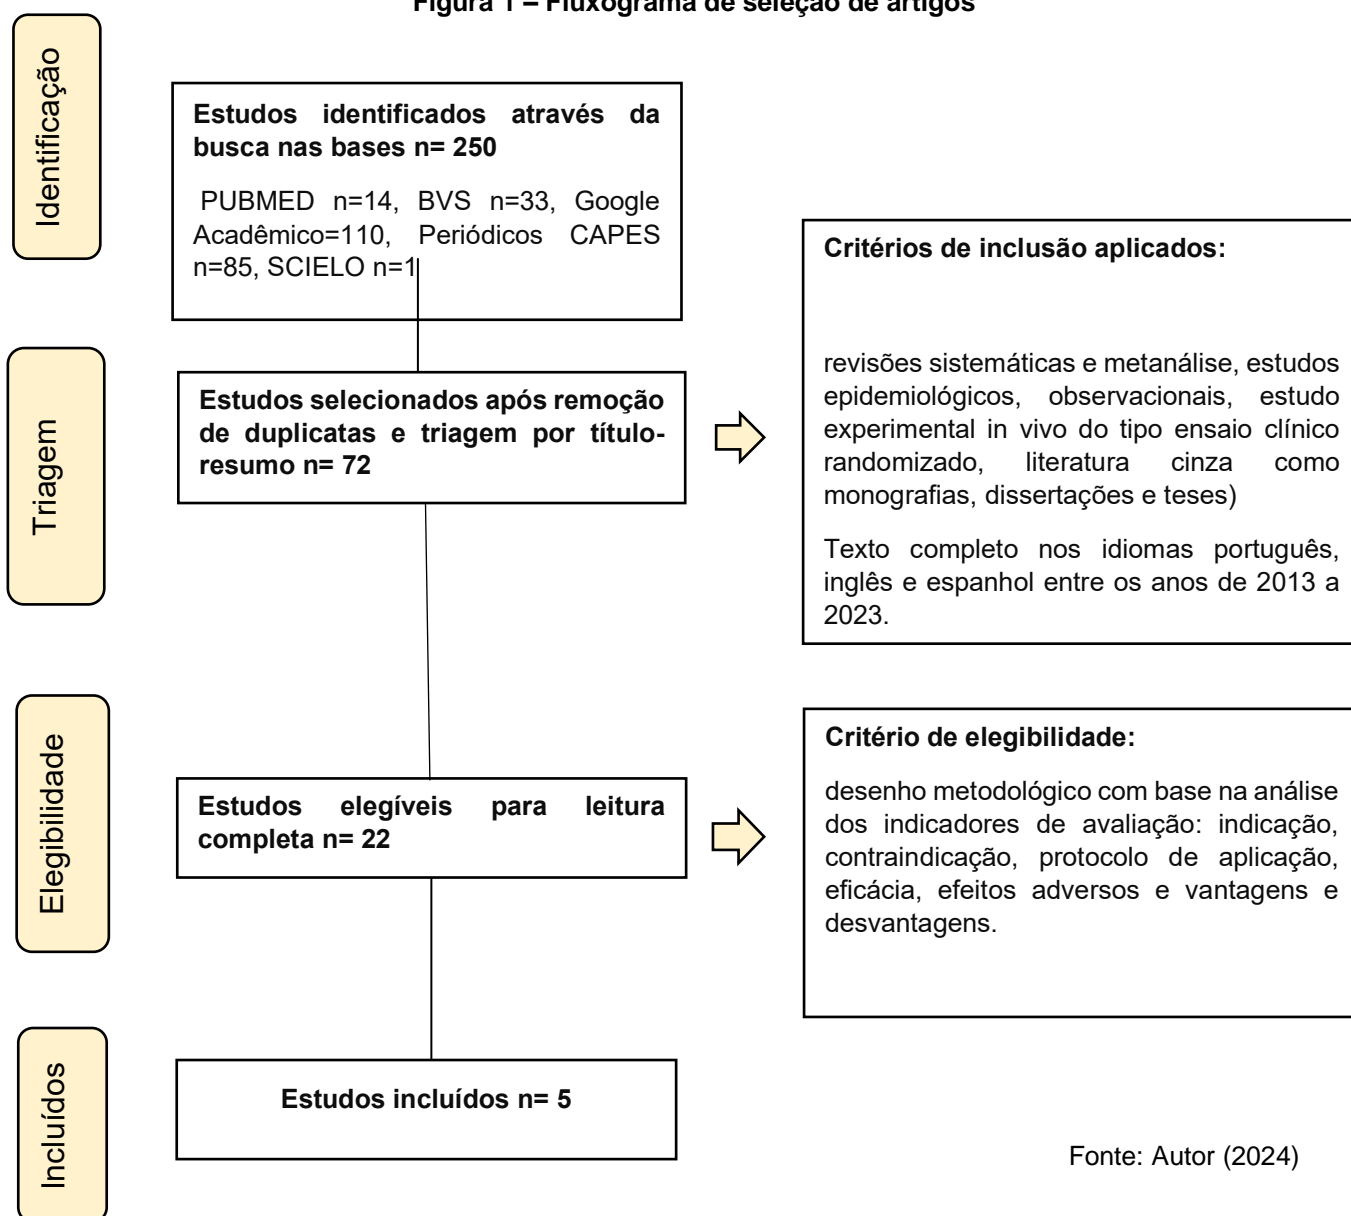 Figura 1 – Fluxograma de seleção de artigos
Identificação
Estudos identificados através da
busca nas bases n= 250
PUBMED n=14, BVS n=33, Google
Acadêmico=110, Periódicos CAPES
n=85, SCIELO n=1
Critérios de inclusão aplicados:
revisões sistemáticas e metanálise, estudos
epidemiológicos, observacionais, estudo
experimental in vivo do tipo ensaio clínico
randomizado, literatura cinza como
monografias, dissertações e teses)
Texto completo nos idiomas português,
inglês e espanhol entre os anos de 2013 a
2023.
Triagem
Estudos selecionados após remoção
de duplicatas e triagem por título-
resumo n= 72
Elegibilidade
Estudos elegíveis para leitura
completa n= 22
Critério de elegibilidade:
desenho metodológico com base na análise
dos indicadores de avaliação: indicação,
contraindicação, protocolo de aplicação,
eficácia, efeitos adversos e vantagens e
desvantagens.
Incluídos
Estudos incluídos n= 5
Fonte: Autor (2024)